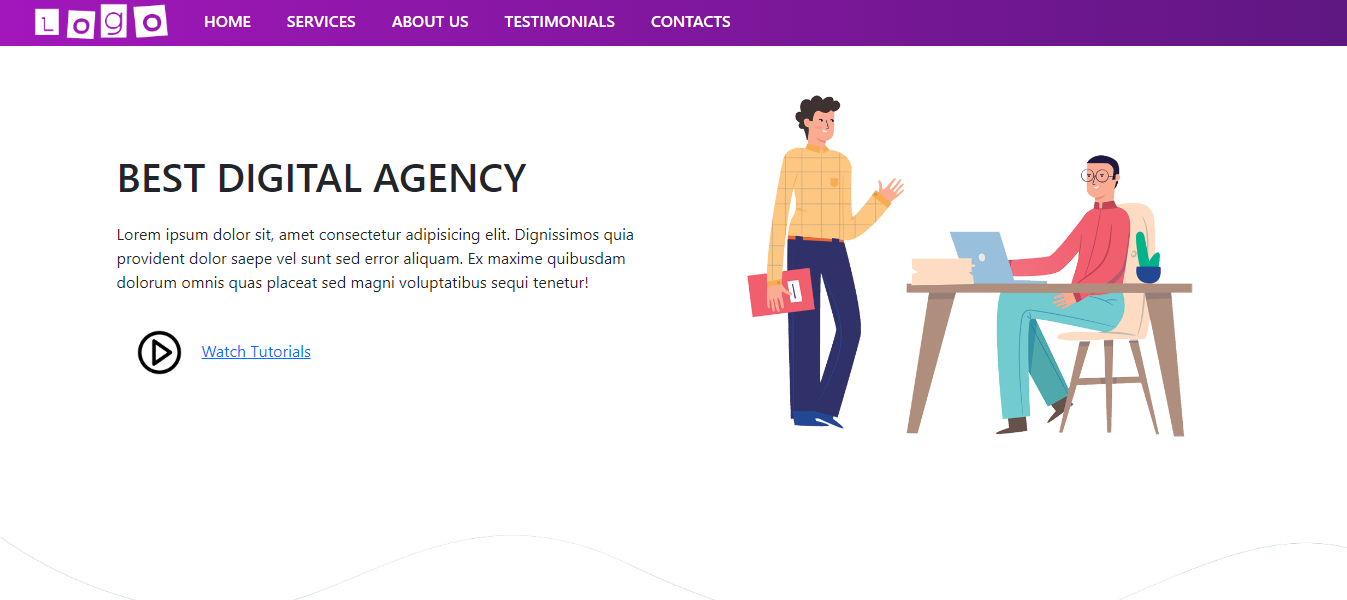 Logo
HOME SERVICES ABOUT US TESTIMONIALS CONTACTS
BEST DIGITAL AGENCY
Lorem ipsum dolor sit, amet consectetur adipisicing elit. Dignissimos quia
provident dolor saepe vel sunt sed error aliquam. Ex maxime quibusdam
dolorum omnis quas placeat sed magni voluptatibus sequi tenetur!
Watch Tutorials